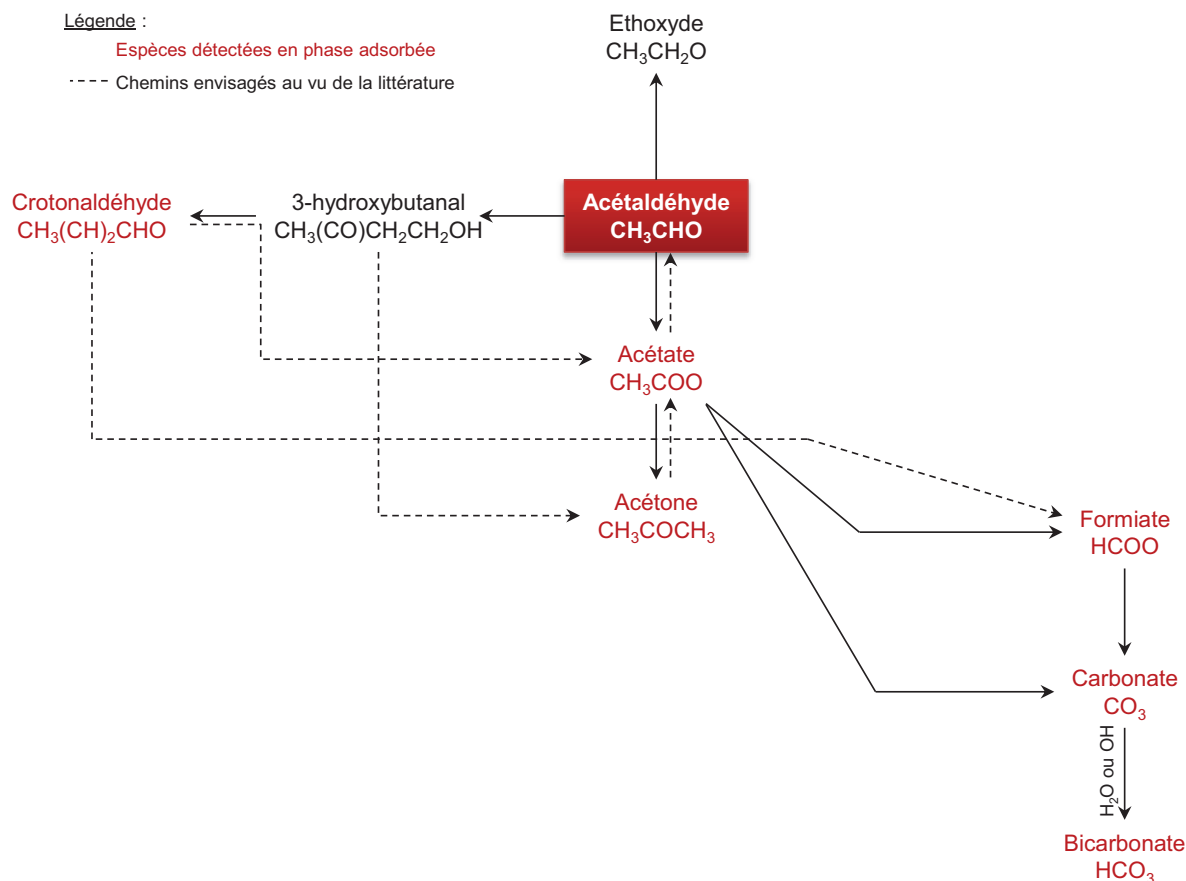 Légende :
Espèces détectées en phase adsorbée
Chemins envisagés au vu de la littérature
Ethoxyde
CH₃CH₂O
Crotonaldéhyde
CH₃(CH)₂CHO
3-hydroxybutanal
CH₃(CO)CH₂CH₂OH
Acétaldéhyde
CH₃CHO
Acétate
CH₃COO
Acétone
CH₃COCH₃
Formiate
HCOO
Carbonate
CO₃
H₂O ou OH
Bicarbonate
HCO₃